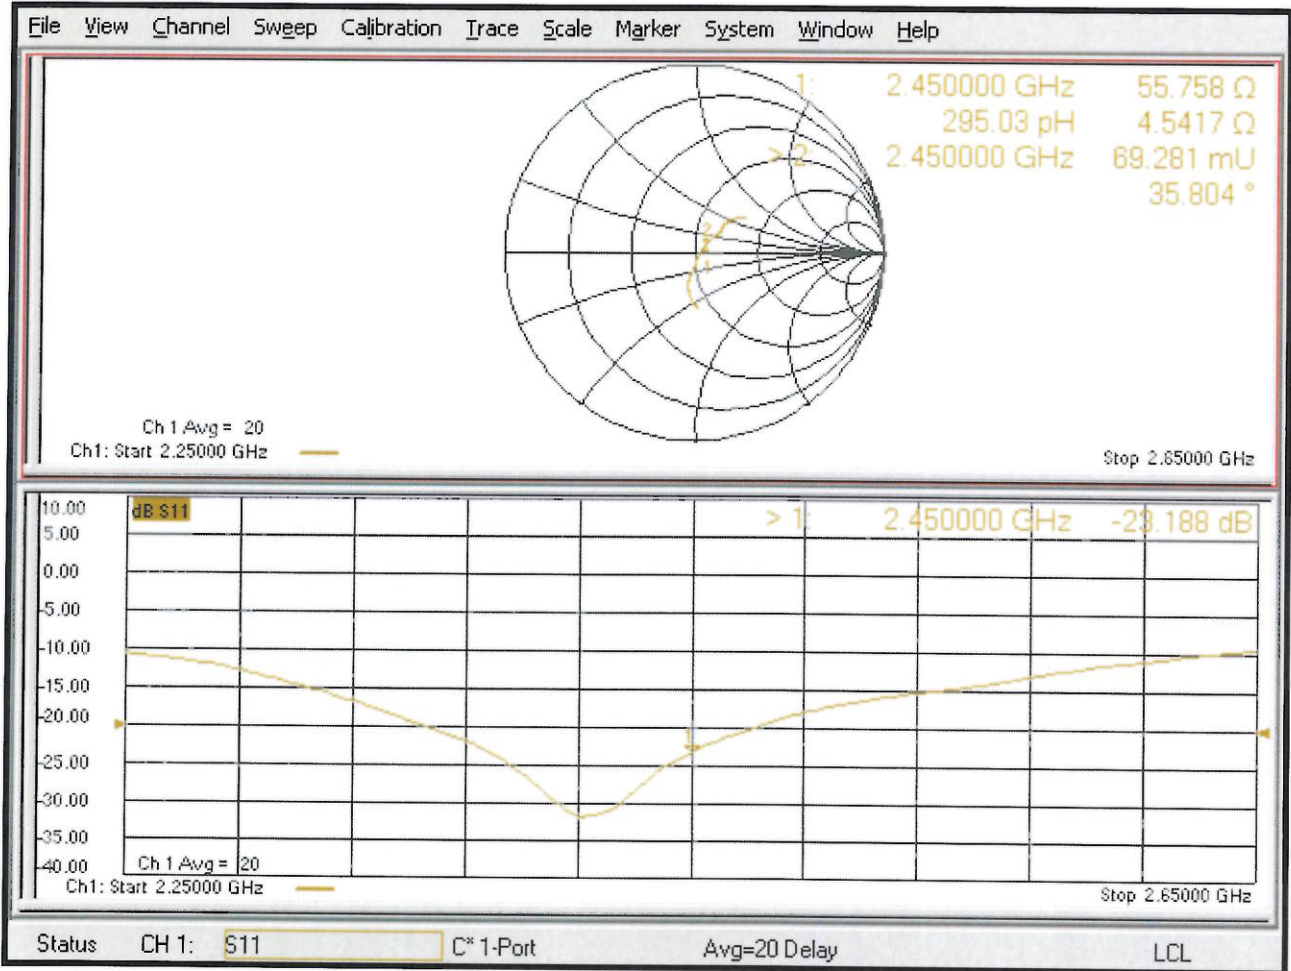 File View Channel Sweep Calibration Trace Scale Marker System Window Help
1: 2.450000 GHz 55.758 Ω
295.03 pH 4.5417 Ω
> 2: 2.450000 GHz 69.281 mU
35.804 °
2
1
Ch 1 Avg = 20
Ch1: Start 2.25000 GHz
Stop 2.65000 GHz
10.00
dB S11
> 1: 2.450000 GHz -23.188 dB
5.00
0.00
-5.00
-10.00
-15.00
-20.00
1
-25.00
-30.00
-35.00
-40.00
Ch 1 Avg = 20
Ch1: Start 2.25000 GHz
Stop 2.65000 GHz
Status CH 1: S11 C* 1-Port Avg=20 Delay LCL